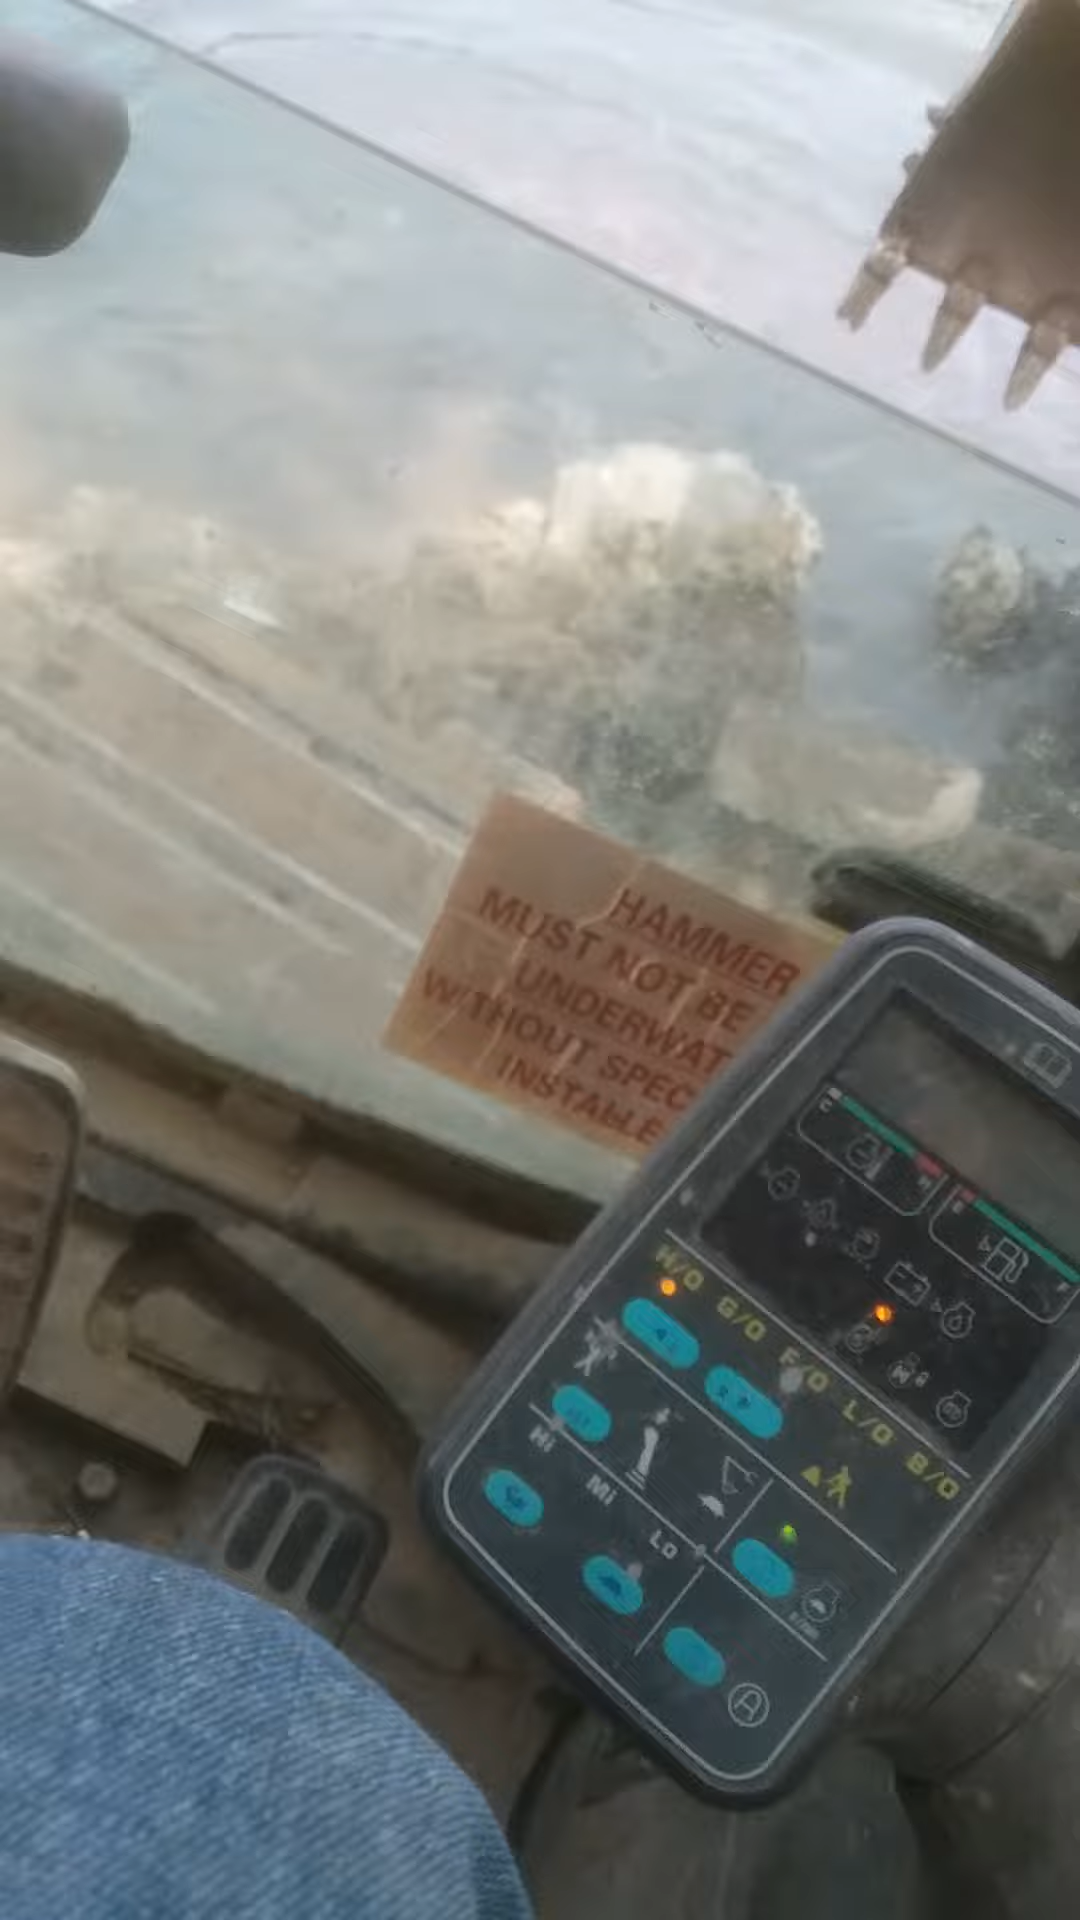 HAMMER
MUST NOT BE
UNDERWAT
WITHOUT SPEC
INSTALLE
C
H
E
F
H/O
G/O
F/O
L/O
B/O
Hi
Mi
Lo
A